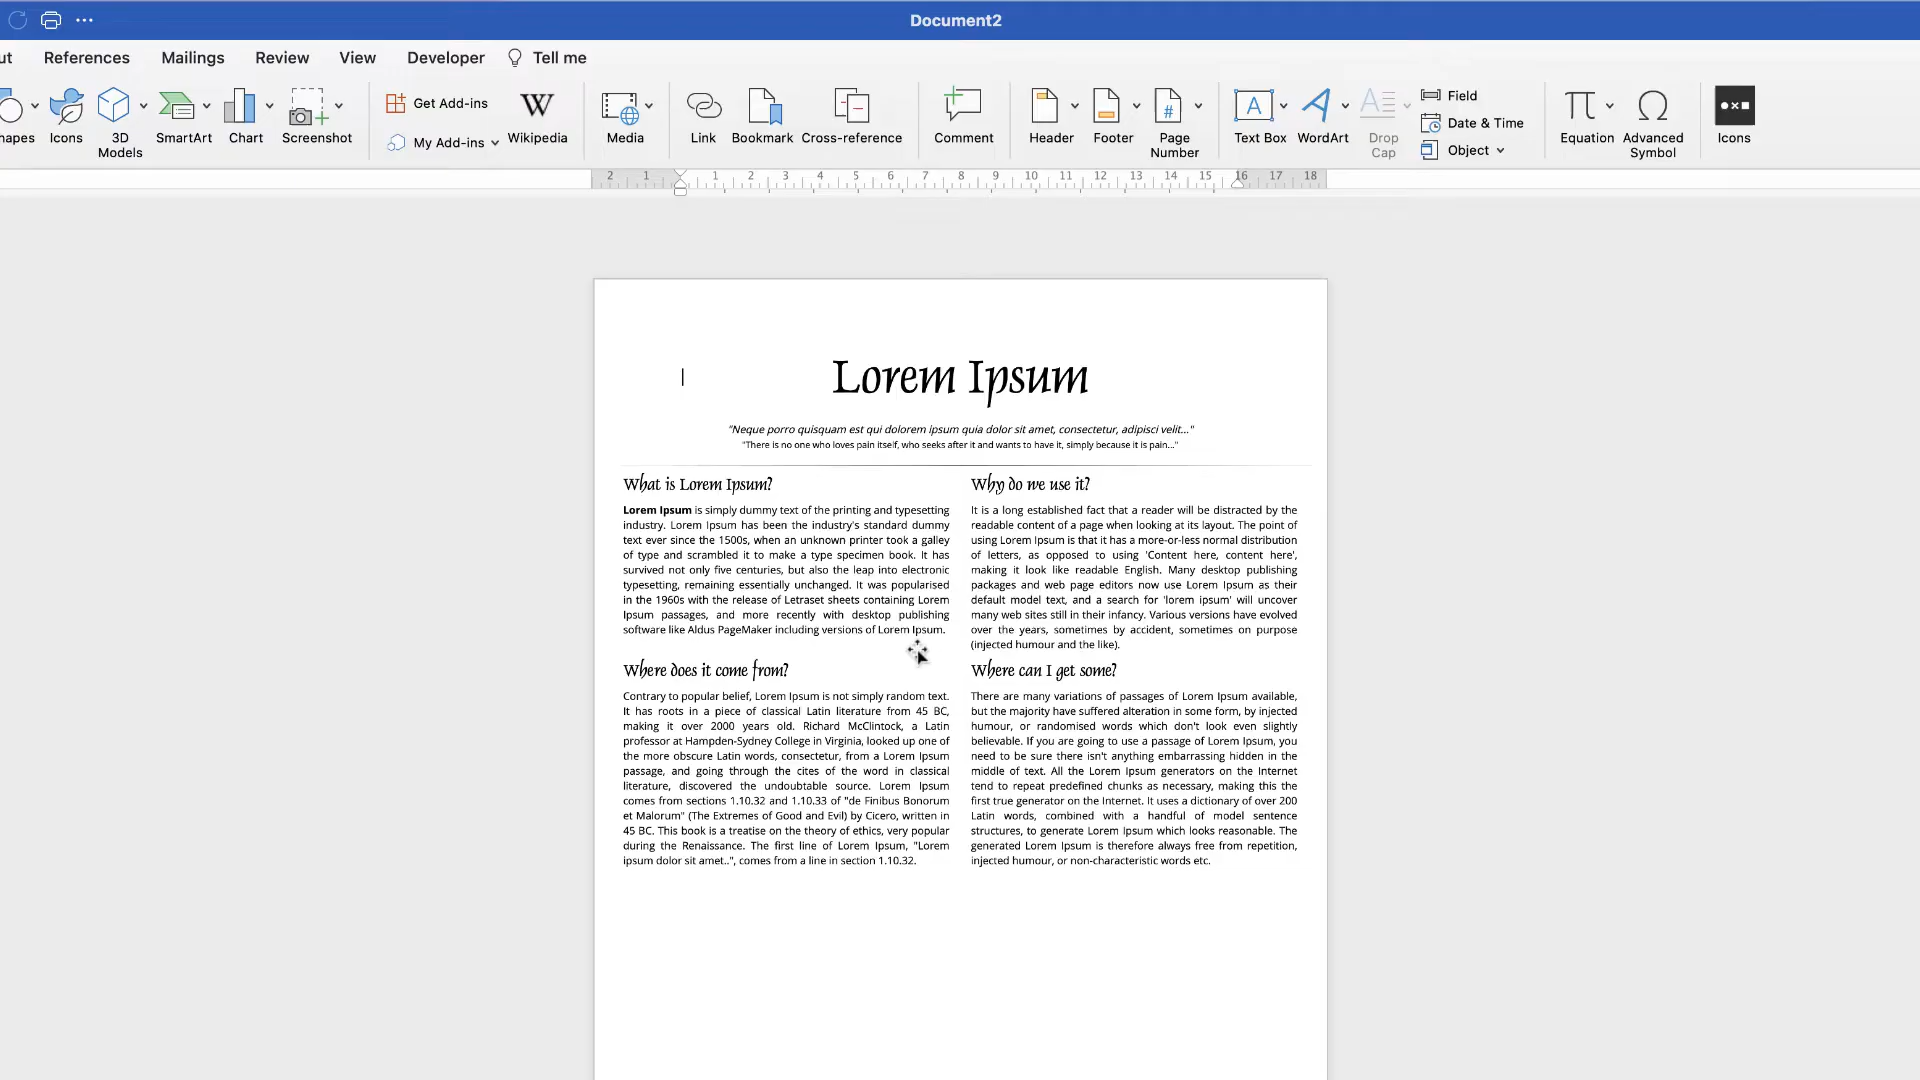 Document2
ut References Mailings Review View Developer Tell me
hapes Icons 3D Models SmartArt Chart Screenshot Get Add-ins My Add-ins W Wikipedia Media Link Bookmark Cross-reference Comment Header Footer # Page Number A Text Box A WordArt A Drop Cap Field Date & Time Object π Equation Ω Advanced Symbol Icons
2 1 1 2 3 4 5 6 7 8 9 10 11 12 13 14 15 16 17 18
Lorem Ipsum
"Neque porro quisquam est qui dolorem ipsum quia dolor sit amet, consectetur, adipisci velit..."
"There is no one who loves pain itself, who seeks after it and wants to have it, simply because it is pain..."
What is Lorem Ipsum?
Lorem Ipsum is simply dummy text of the printing and typesetting
industry. Lorem Ipsum has been the industry's standard dummy
text ever since the 1500s, when an unknown printer took a galley
of type and scrambled it to make a type specimen book. It has
survived not only five centuries, but also the leap into electronic
typesetting, remaining essentially unchanged. It was popularised
in the 1960s with the release of Letraset sheets containing Lorem
Ipsum passages, and more recently with desktop publishing
software like Aldus PageMaker including versions of Lorem Ipsum.
Why do we use it?
It is a long established fact that a reader will be distracted by the
readable content of a page when looking at its layout. The point of
using Lorem Ipsum is that it has a more-or-less normal distribution
of letters, as opposed to using 'Content here, content here',
making it look like readable English. Many desktop publishing
packages and web page editors now use Lorem Ipsum as their
default model text, and a search for 'lorem ipsum' will uncover
many web sites still in their infancy. Various versions have evolved
over the years, sometimes by accident, sometimes on purpose
(injected humour and the like).
Where does it come from?
Contrary to popular belief, Lorem Ipsum is not simply random text.
It has roots in a piece of classical Latin literature from 45 BC,
making it over 2000 years old. Richard McClintock, a Latin
professor at Hampden-Sydney College in Virginia, looked up one of
the more obscure Latin words, consectetur, from a Lorem Ipsum
passage, and going through the cites of the word in classical
literature, discovered the undoubtable source. Lorem Ipsum
comes from sections 1.10.32 and 1.10.33 of "de Finibus Bonorum
et Malorum" (The Extremes of Good and Evil) by Cicero, written in
45 BC. This book is a treatise on the theory of ethics, very popular
during the Renaissance. The first line of Lorem Ipsum, "Lorem
ipsum dolor sit amet..", comes from a line in section 1.10.32.
Where can I get some?
There are many variations of passages of Lorem Ipsum available,
but the majority have suffered alteration in some form, by injected
humour, or randomised words which don't look even slightly
believable. If you are going to use a passage of Lorem Ipsum, you
need to be sure there isn't anything embarrassing hidden in the
middle of text. All the Lorem Ipsum generators on the Internet
tend to repeat predefined chunks as necessary, making this the
first true generator on the Internet. It uses a dictionary of over 200
Latin words, combined with a handful of model sentence
structures, to generate Lorem Ipsum which looks reasonable. The
generated Lorem Ipsum is therefore always free from repetition,
injected humour, or non-characteristic words etc.